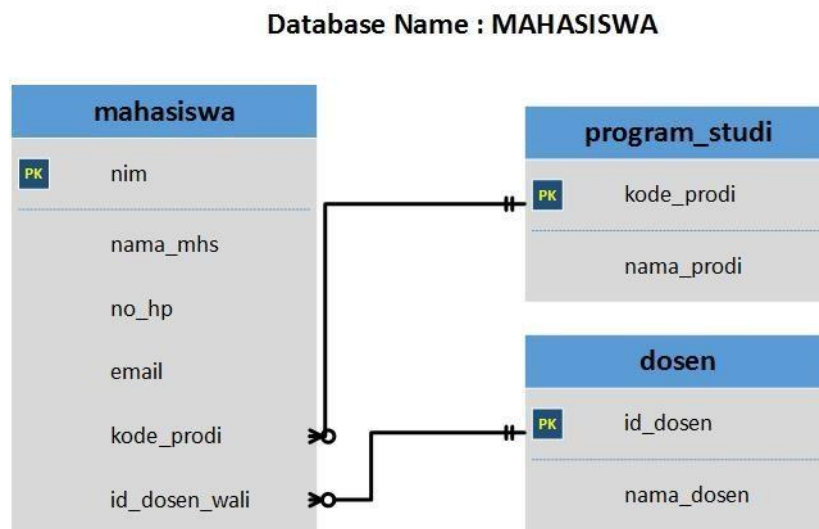 Database Name : MAHASISWA
mahasiswa
PK nim
nama_mhs
no_hp
email
kode_prodi
id_dosen_wali
program_studi
PK kode_prodi
nama_prodi
dosen
PK id_dosen
nama_dosen